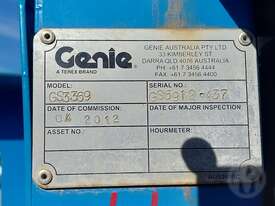 Genie
A TEREX BRAND
GENIE AUSTRALIA PTY LTD
33 KIMBERLEY ST
DARRA QLD 4076 AUSTRALIA
PH: +61 7 3456 4444
FAX: +61 7 3456 4400
MODEL: SERIAL NO.:
GS3369
DATE OF COMMISSION: DATE OF MAJOR INSPECTION
04 2012
ASSET NO.: HOURMETER: